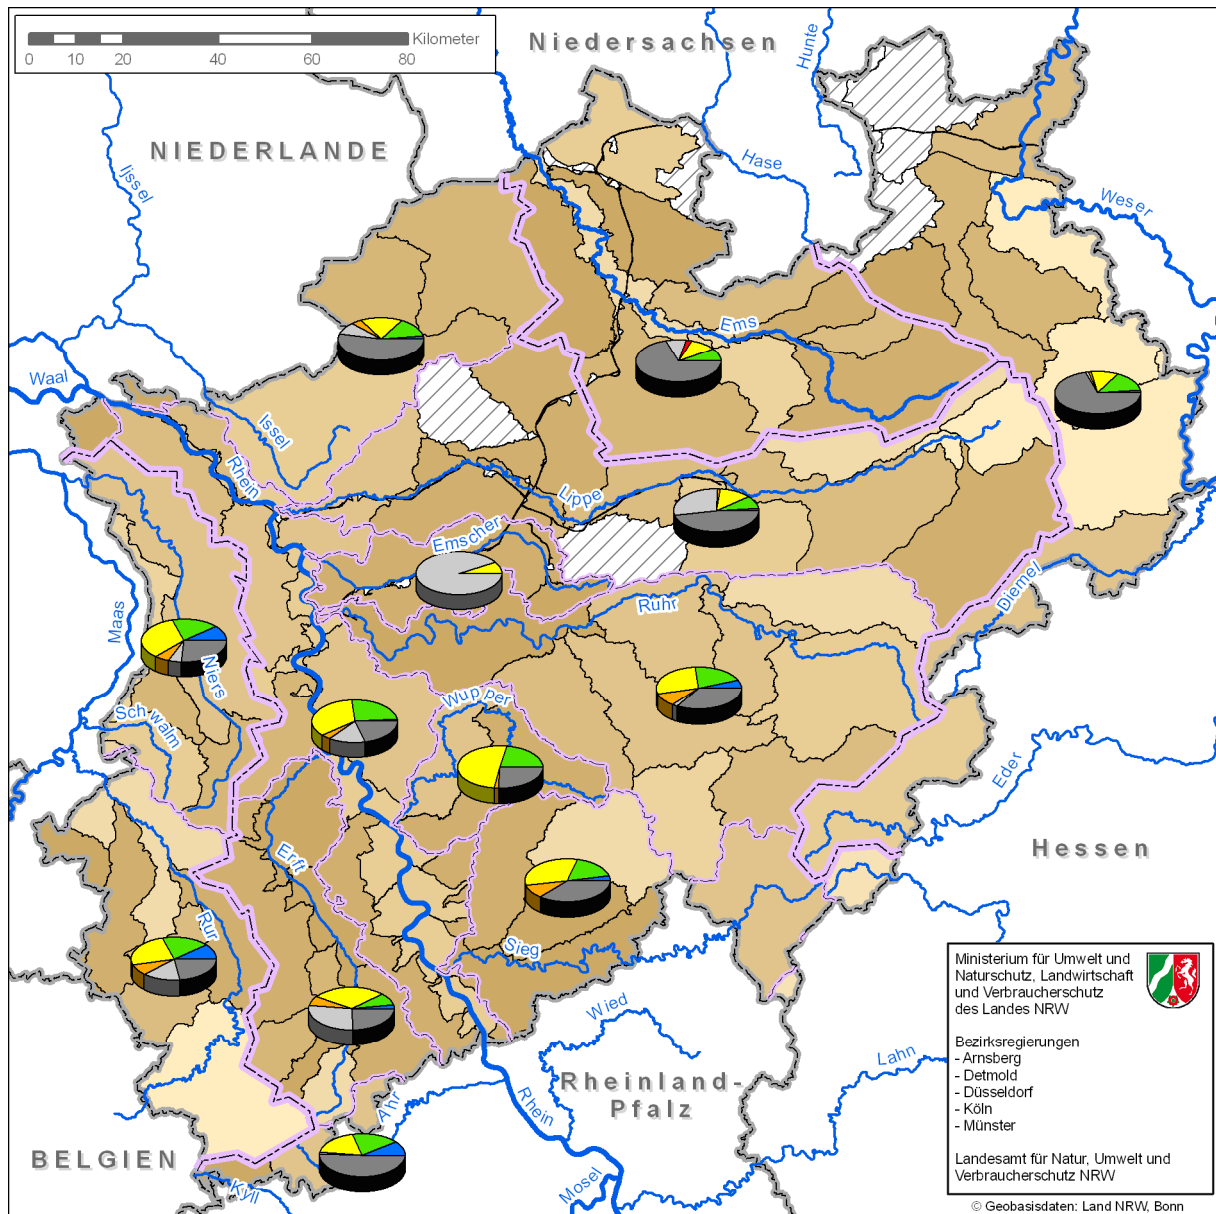 Kilometer
0 10 20 40 60 80
Niedersachsen
Hunte
NIEDERLANDE
Ijssel
Hase
Weser
Ems
Waal
Issel
Rhein
Lippe
Emscher
Ruhr
Diemel
Maas
Niers
Schwalm
Wupper
Eder
Hessen
Erft
Rur
Sieg
Wied
Lahn
Rheinland-
Pfalz
Rhein
Ahr
BELGIEN
Kyll
Mosel
Ministerium für Umwelt und
Naturschutz, Landwirtschaft
und Verbraucherschutz
des Landes NRW
Bezirksregierungen
- Arnsberg
- Detmold
- Düsseldorf
- Köln
- Münster
Landesamt für Natur, Umwelt und
Verbraucherschutz NRW
© Geobasisdaten: Land NRW, Bonn